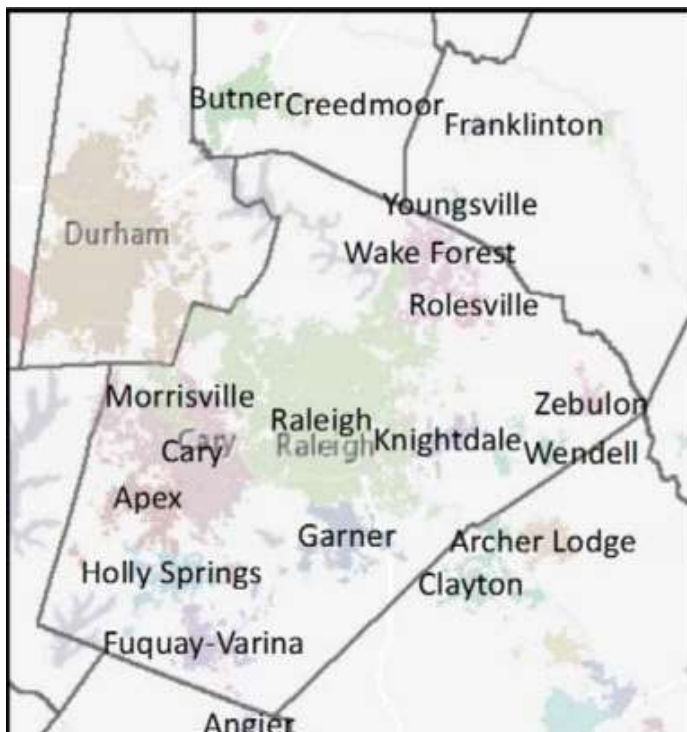 Butner
Creedmoor
Franklinton
Youngsville
Durham
Wake Forest
Rolesville
Morrisville
Zebulon
Raleigh
Cary
Raleigh
Knightdale
Cary
Wendell
Apex
Garner
Archer Lodge
Holly Springs
Clayton
Fuquay-Varina
Angier